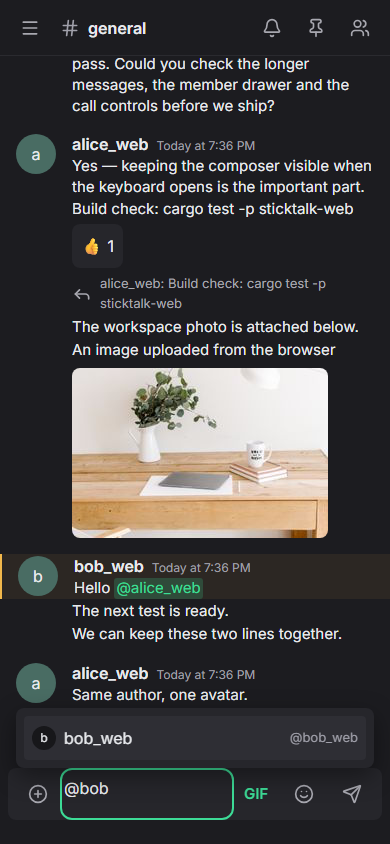 # general
pass. Could you check the longer
messages, the member drawer and the
call controls before we ship?
a
alice_web Today at 7:36 PM
Yes — keeping the composer visible when
the keyboard opens is the important part.
Build check: cargo test -p sticktalk-web
👍 1
alice_web: Build check: cargo test -p
sticktalk-web
The workspace photo is attached below.
An image uploaded from the browser
b
bob_web Today at 7:36 PM
Hello @alice_web
The next test is ready.
We can keep these two lines together.
a
alice_web Today at 7:36 PM
Same author, one avatar.
b bob_web @bob_web
@bob
GIF